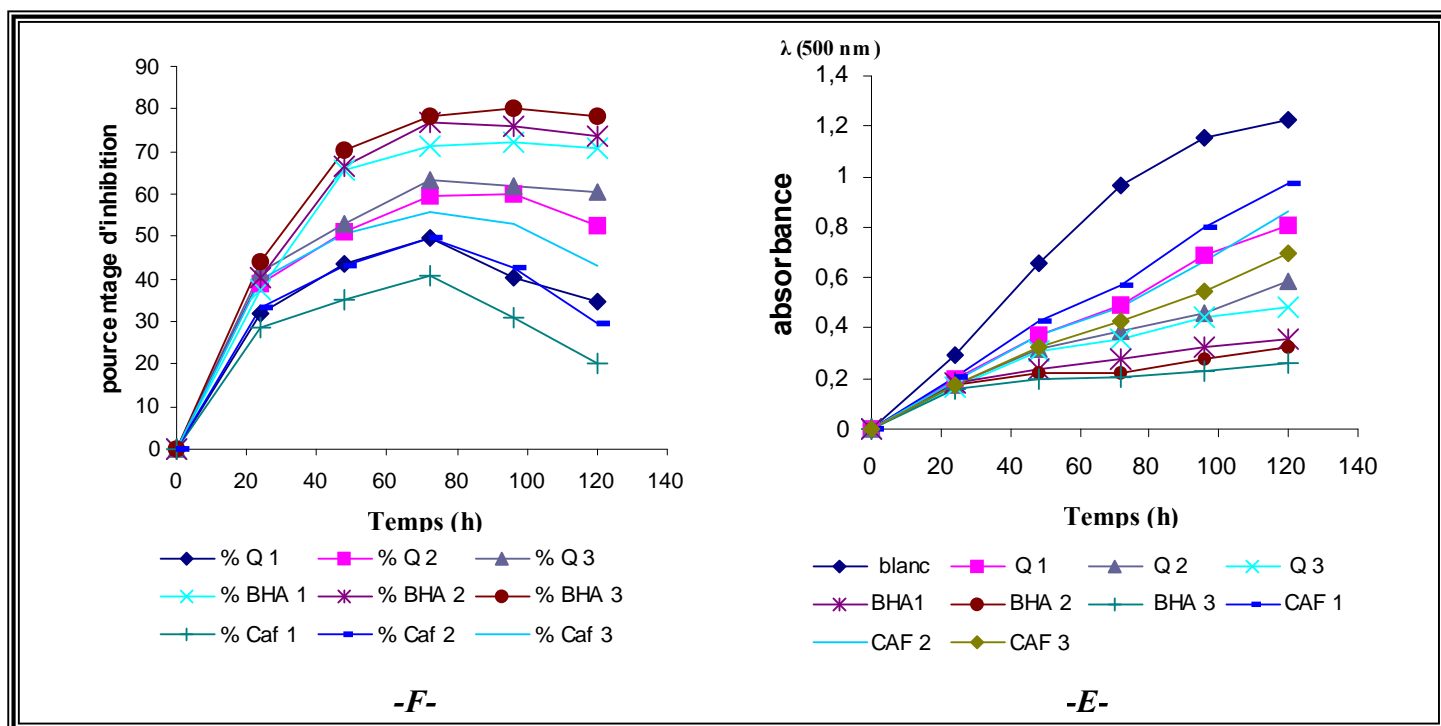 90
80
70
60
50
40
30
20
10
0
pourcentage d'inhibition
0 20 40 60 80 100 120 140
Temps (h)
% Q 1 % Q 2 % Q 3
% BHA 1 % BHA 2 % BHA 3
% Caf 1 % Caf 2 % Caf 3
-F-
λ (500 nm)
1,4
1,2
1
0,8
0,6
0,4
0,2
0
absorbance
0 20 40 60 80 100 120 140
Temps (h)
blanc Q 1 Q 2 Q 3
BHA1 BHA 2 BHA 3 CAF 1
CAF 2 CAF 3
-E-